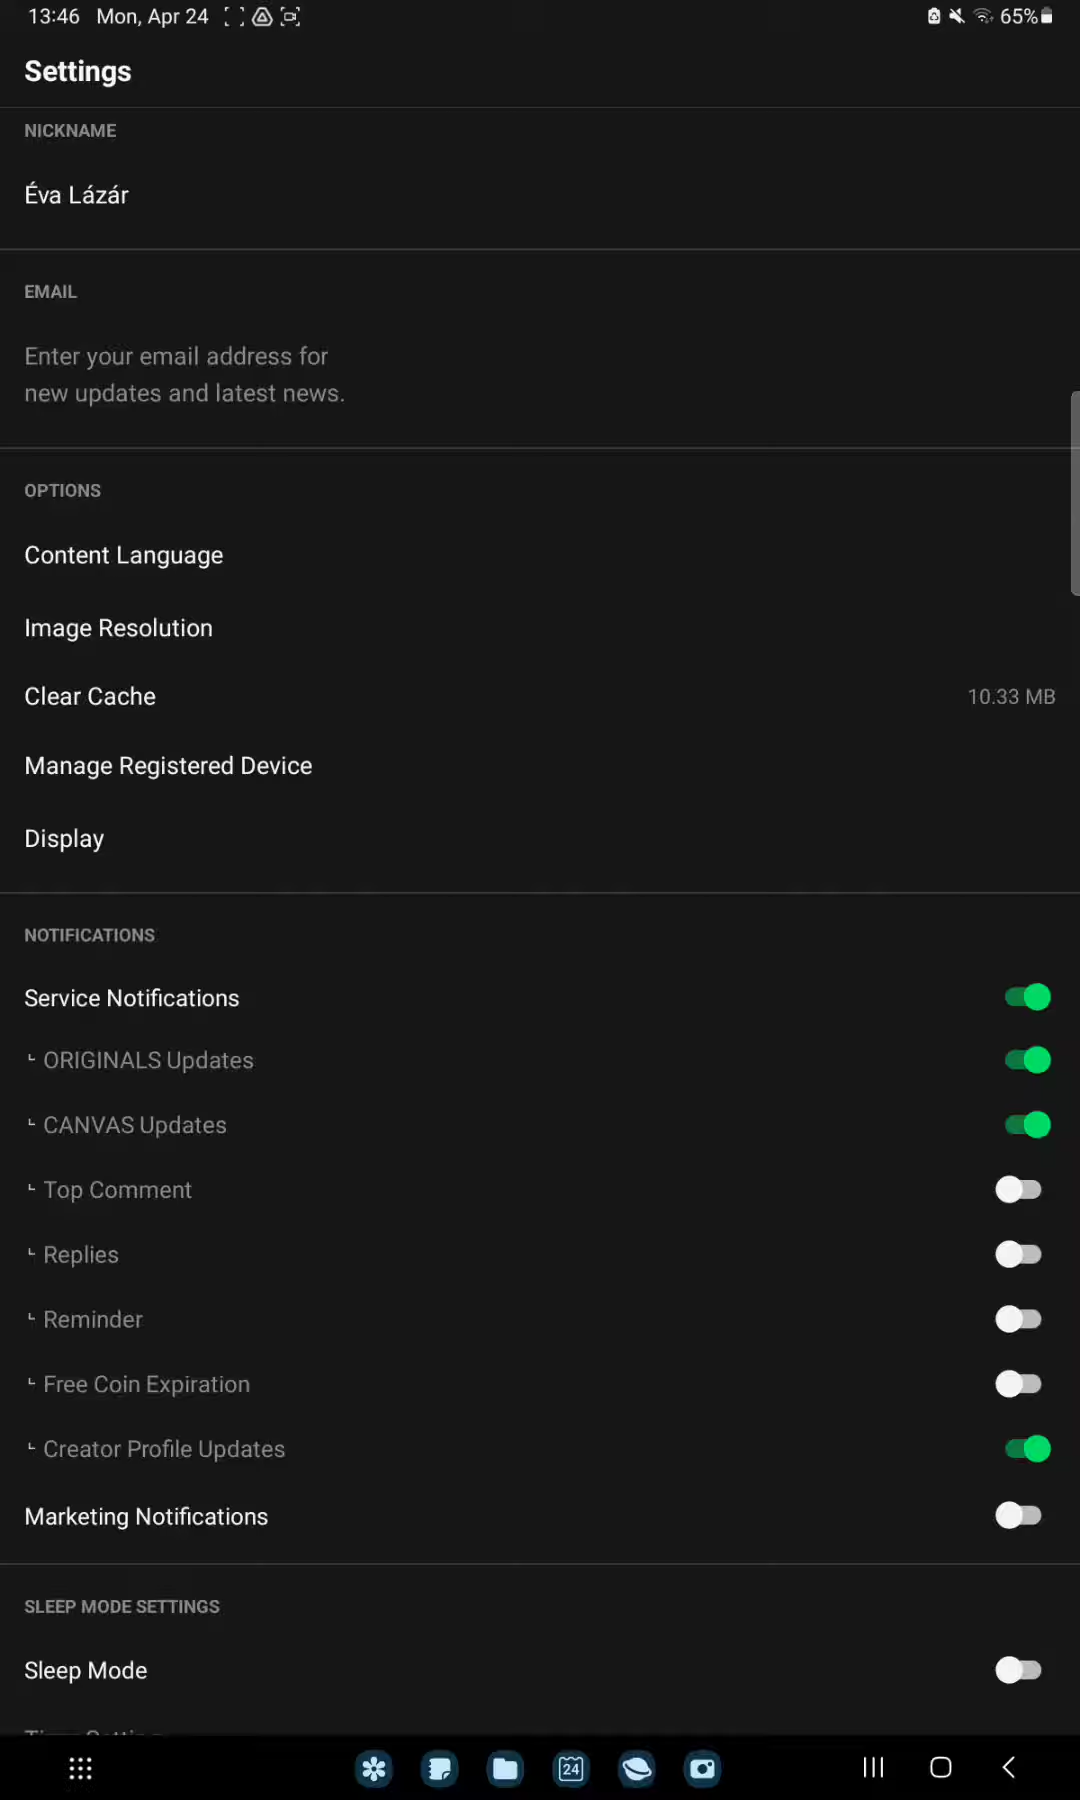 13:46 Mon, Apr 24 65%
Settings
NICKNAME
Éva Lázár
EMAIL
Enter your email address for
new updates and latest news.
OPTIONS
Content Language
Image Resolution
Clear Cache 10.33 MB
Manage Registered Device
Display
NOTIFICATIONS
Service Notifications
ORIGINALS Updates
CANVAS Updates
Top Comment
Replies
Reminder
Free Coin Expiration
Creator Profile Updates
Marketing Notifications
SLEEP MODE SETTINGS
Sleep Mode
24